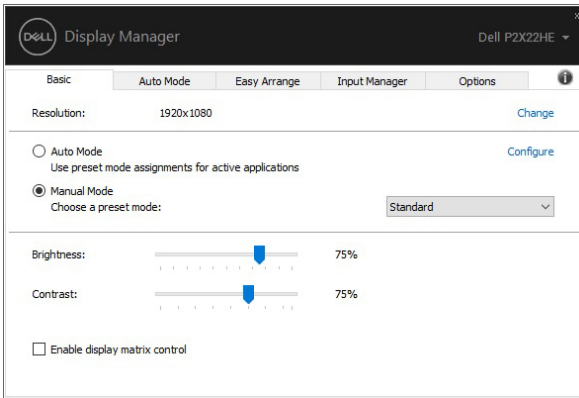 DELL Display Manager
Dell P2X22HE
Basic Auto Mode Easy Arrange Input Manager Options
Resolution: 1920x1080 Change
Auto Mode Configure
Use preset mode assignments for active applications
Manual Mode
Choose a preset mode: Standard
Brightness: 75%
Contrast: 75%
Enable display matrix control